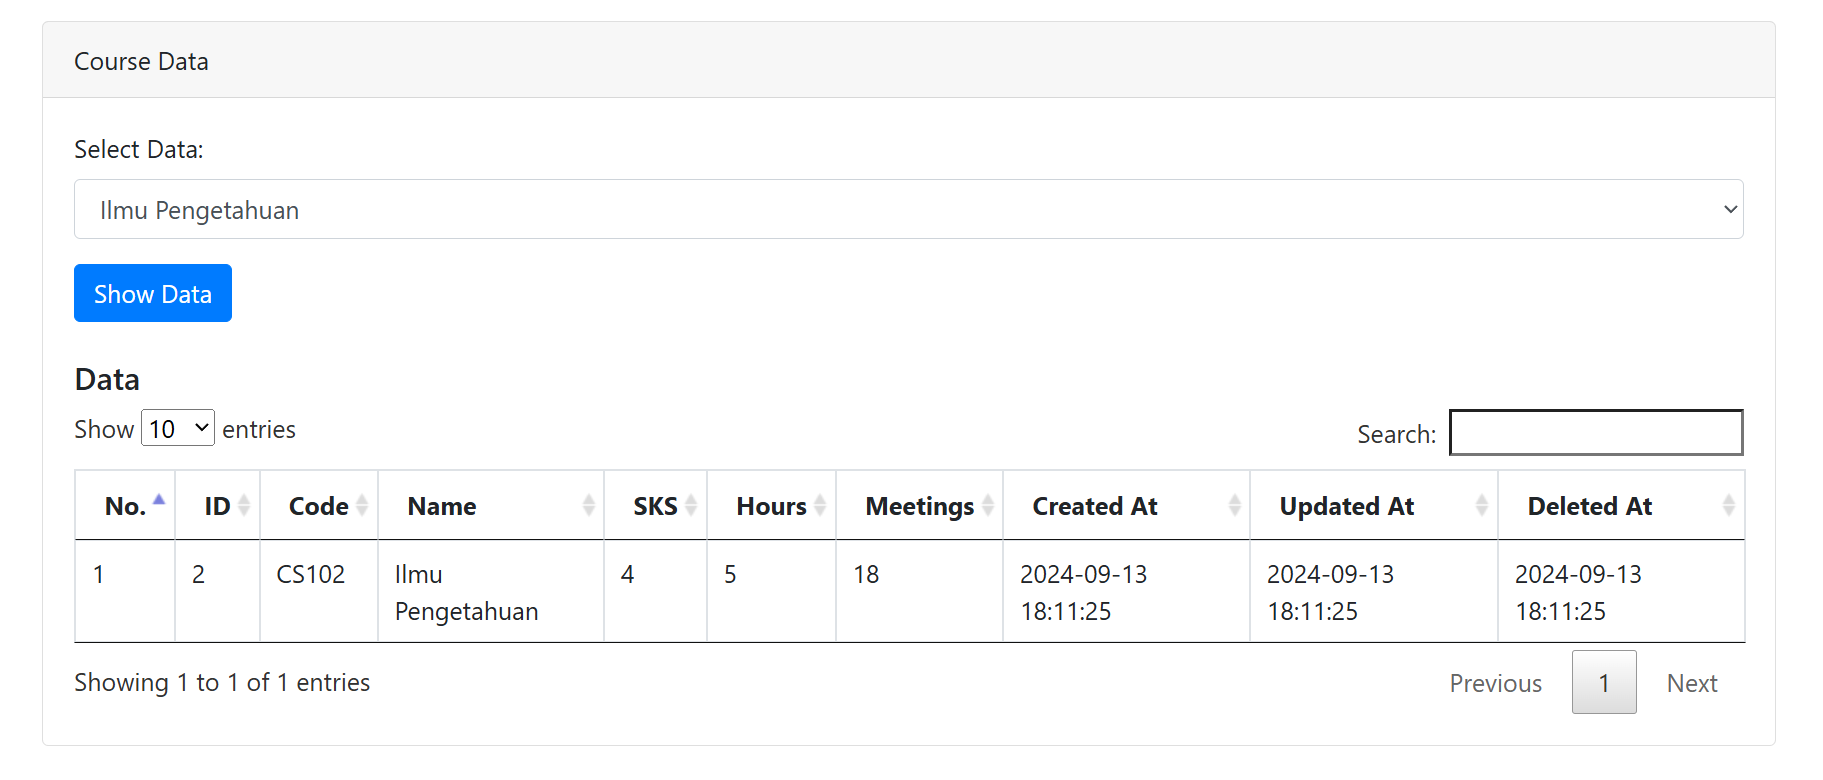 Course Data
Select Data:
Ilmu Pengetahuan
Show Data
Data
Show 10 entries
Search:
No. ID Code Name SKS Hours Meetings Created At Updated At Deleted At
1 2 CS102 Ilmu 4 5 18 2024-09-13 2024-09-13 2024-09-13
Pengetahuan 18:11:25 18:11:25 18:11:25
Showing 1 to 1 of 1 entries
Previous 1 Next